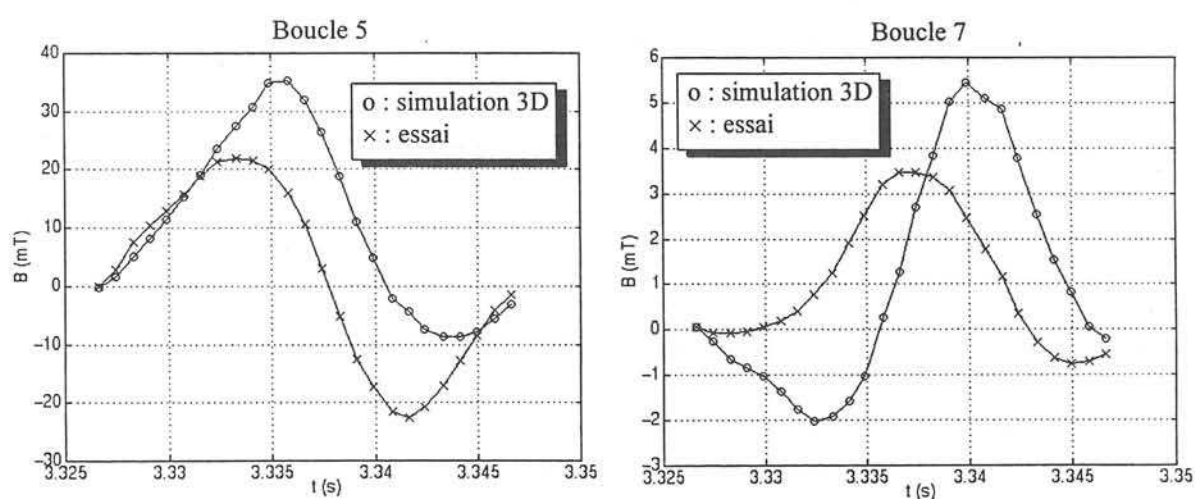 Boucle 5
40
30
20
10
0
-10
-20
-30
B (mT)
o : simulation 3D
× : essai
3.325 3.33 3.335 3.34 3.345 3.35
t (s)
Boucle 7
6
5
4
3
2
1
0
-1
-2
-3
B (mT)
o : simulation 3D
× : essai
3.325 3.33 3.335 3.34 3.345 3.35
t (s)